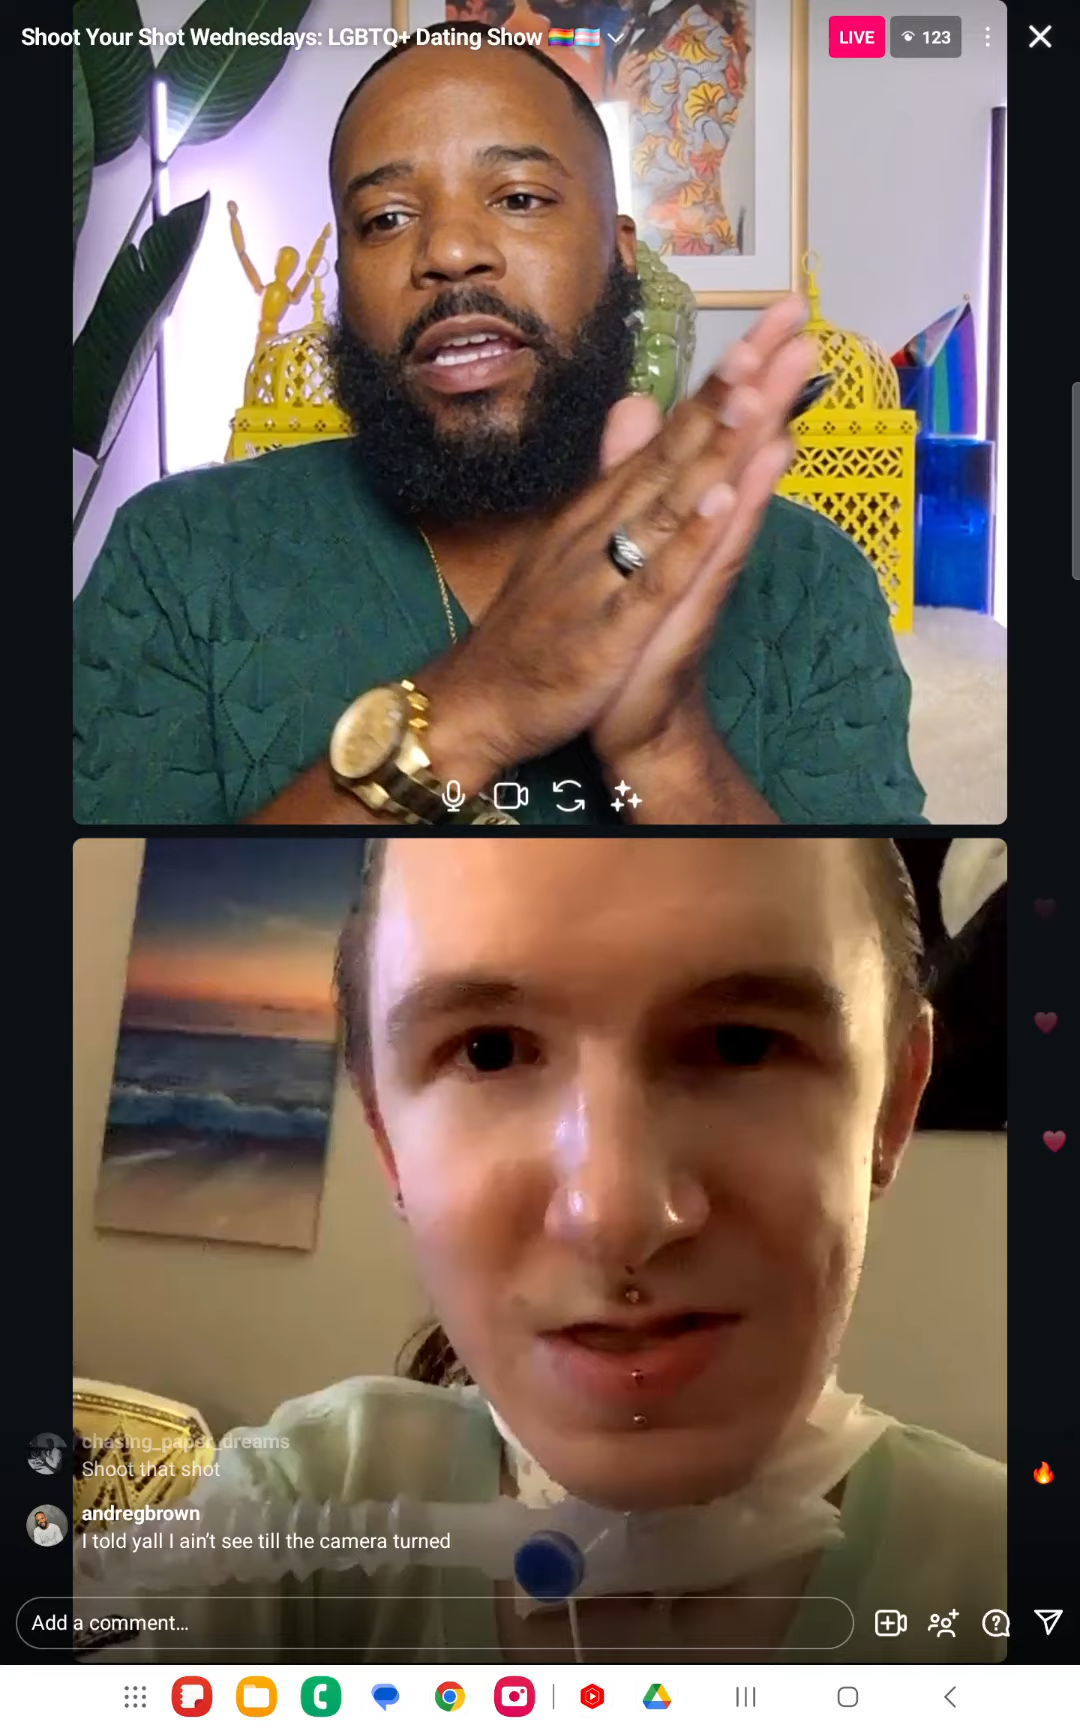 Shoot Your Shot Wednesdays: LGBTQ+ Dating Show 🏳️‍🌈🏳️‍⚧️
LIVE
123
chasing_paper_dreams
Shoot that shot
andregbrown
I told yall I ain't see till the camera turned
Add a comment...